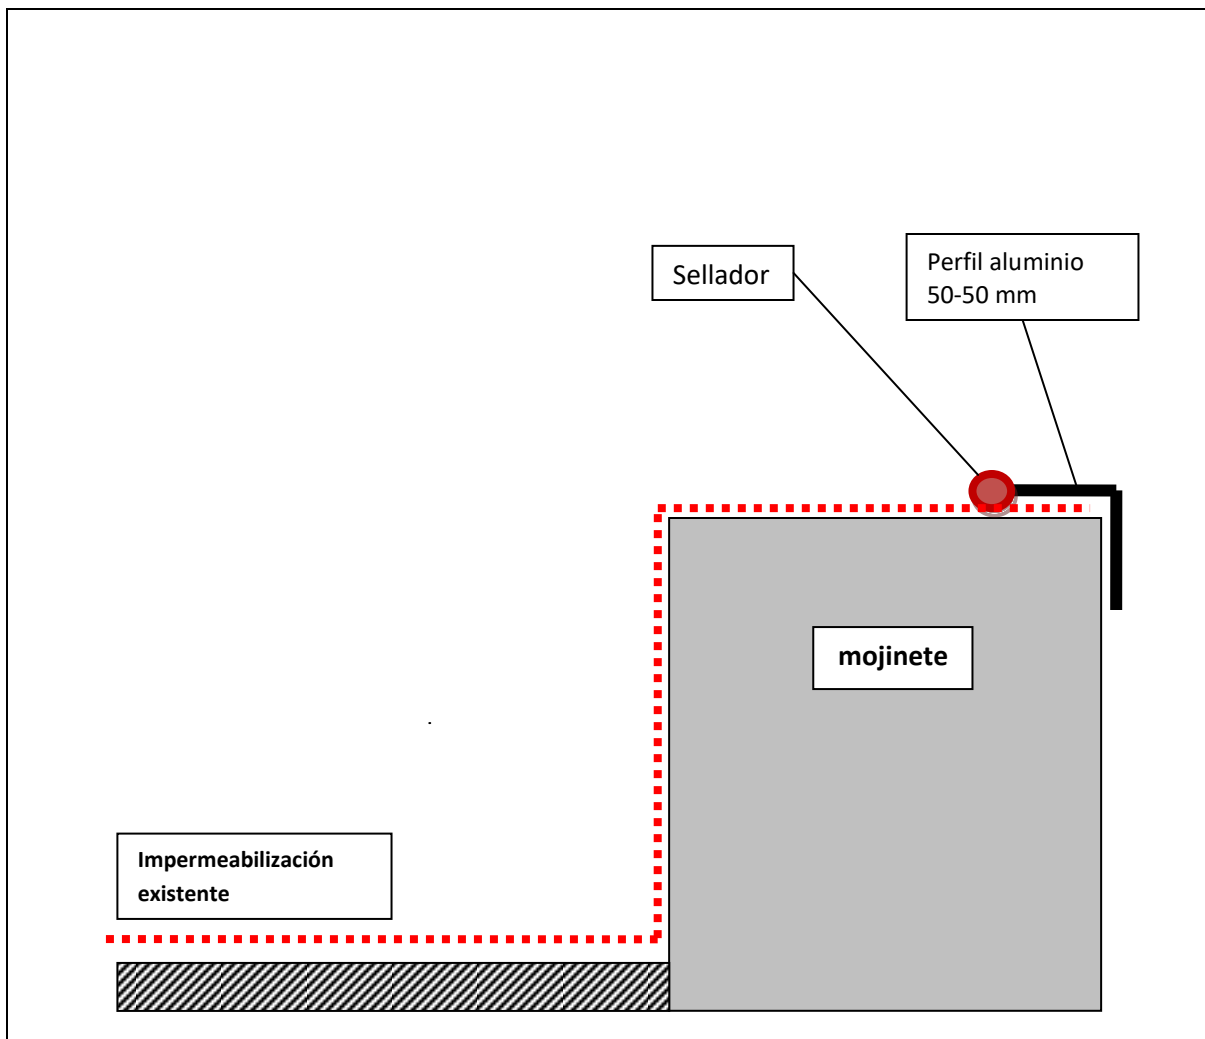 Sellador
Perfil aluminio
50-50 mm
mojinete
Impermeabilización
existente